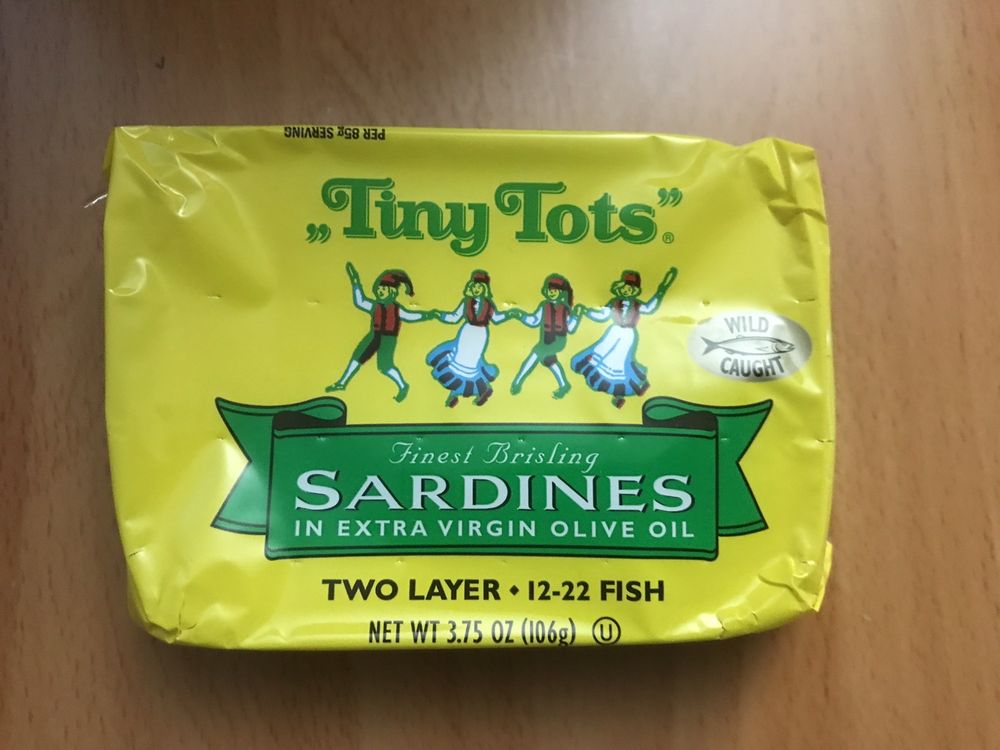 PER 85g SERVING
„Tiny Tots”®
WILD
CAUGHT
Finest Brisling
SARDINES
IN EXTRA VIRGIN OLIVE OIL
TWO LAYER • 12-22 FISH
NET WT 3.75 OZ (106g) Ⓤ